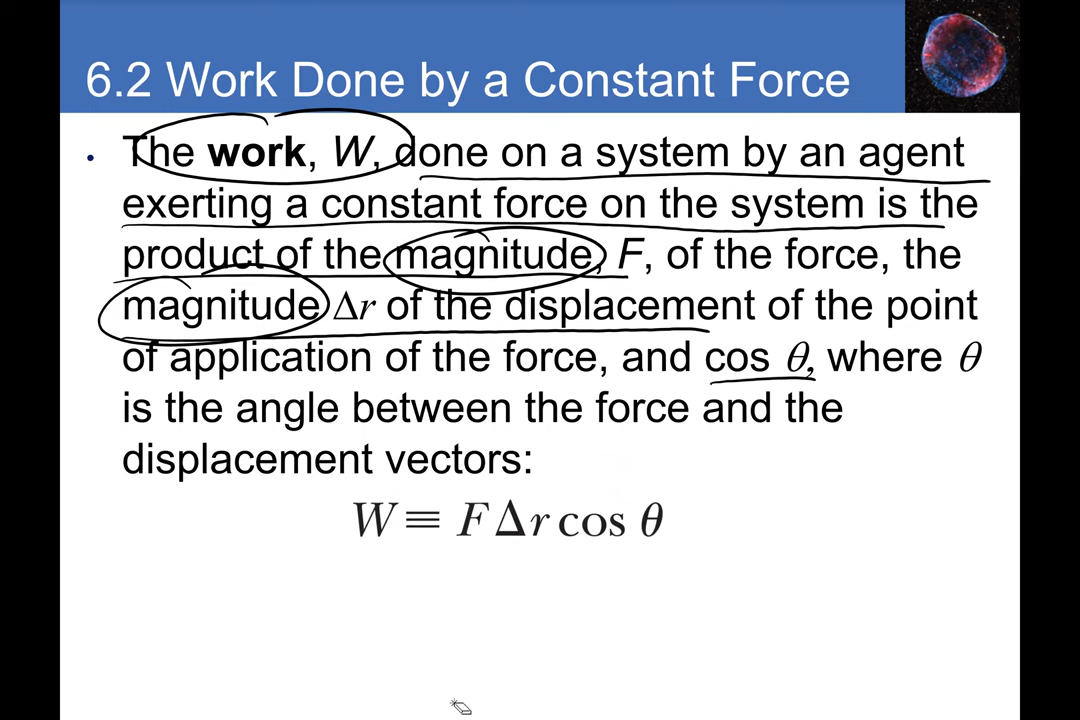 6.2 Work Done by a Constant Force
• The work, W, done on a system by an agent
exerting a constant force on the system is the
product of the magnitude, F, of the force, the
magnitude Δr of the displacement of the point
of application of the force, and cos θ, where θ
is the angle between the force and the
displacement vectors:
W ≡ F Δr cos θ